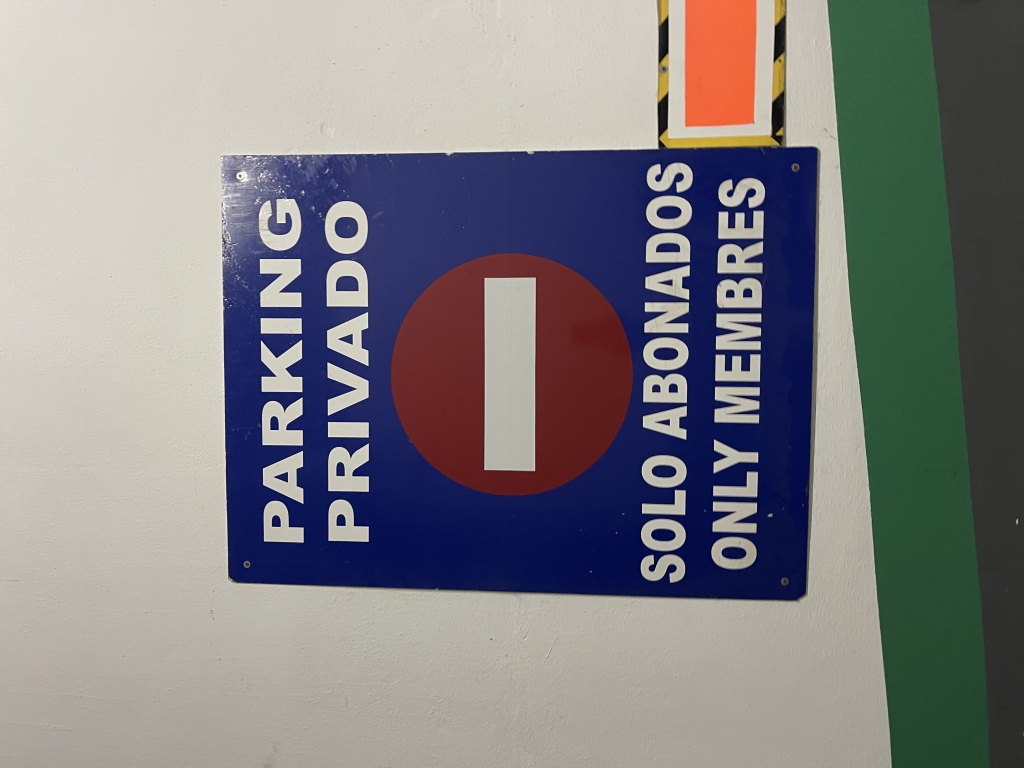 PARKING
PRIVADO
SOLO ABONADOS
ONLY MEMBRES